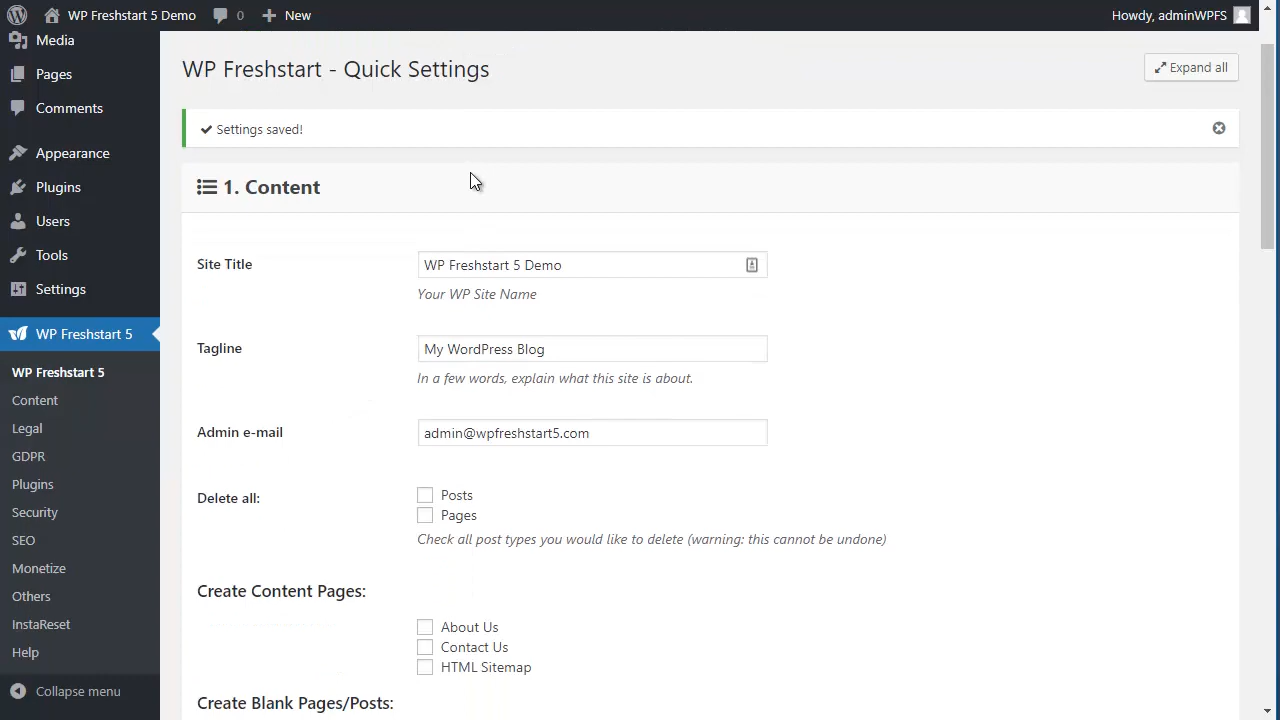 WP Freshstart 5 Demo
0
New
Howdy, adminWPFS
Media
Pages
Comments
Appearance
Plugins
Users
Tools
Settings
WP Freshstart 5
WP Freshstart 5
Content
Legal
GDPR
Plugins
Security
SEO
Monetize
Others
InstaReset
Help
Collapse menu
WP Freshstart - Quick Settings
Expand all
Settings saved!
1. Content
Site Title
WP Freshstart 5 Demo
Your WP Site Name
Tagline
My WordPress Blog
In a few words, explain what this site is about.
Admin e-mail
admin@wpfreshstart5.com
Delete all:
Posts
Pages
Check all post types you would like to delete (warning: this cannot be undone)
Create Content Pages:
About Us
Contact Us
HTML Sitemap
Create Blank Pages/Posts: